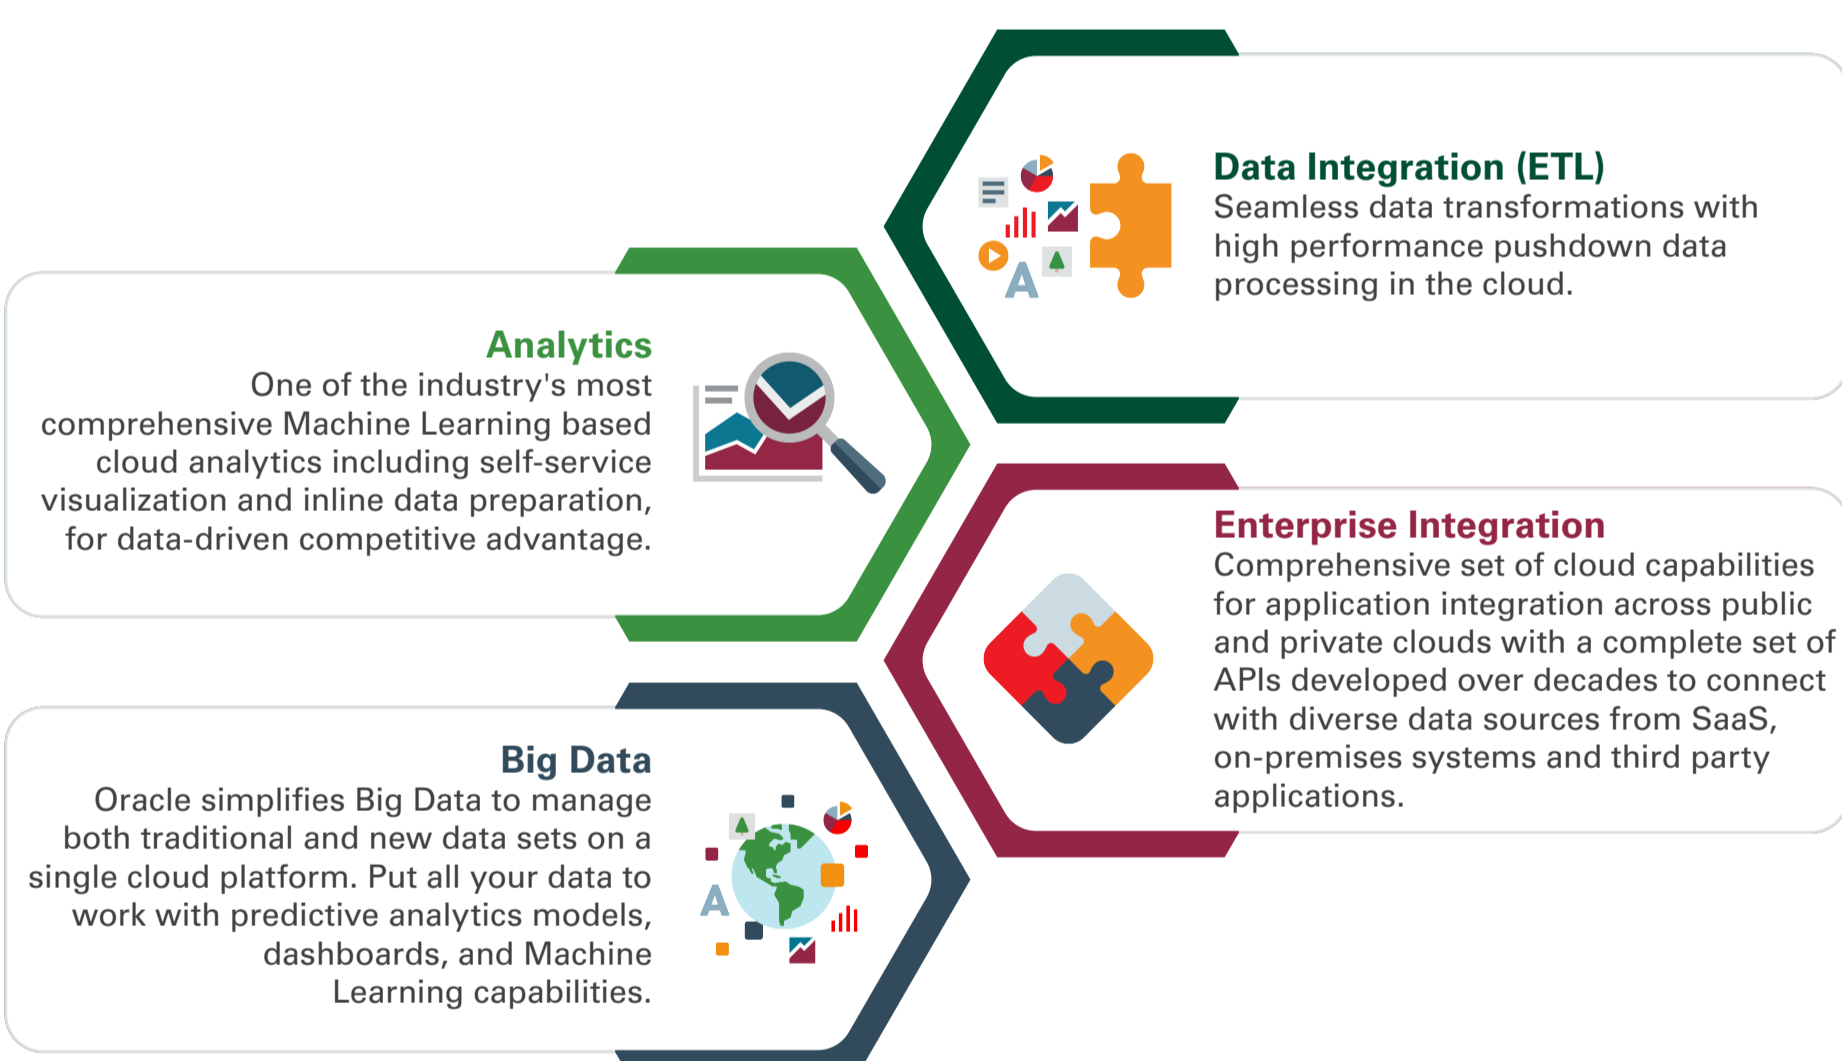 Data Integration (ETL)
Seamless data transformations with
high performance pushdown data
processing in the cloud.
Analytics
One of the industry's most
comprehensive Machine Learning based
cloud analytics including self-service
visualization and inline data preparation,
for data-driven competitive advantage.
Enterprise Integration
Comprehensive set of cloud capabilities
for application integration across public
and private clouds with a complete set of
APIs developed over decades to connect
with diverse data sources from SaaS,
on-premises systems and third party
applications.
Big Data
Oracle simplifies Big Data to manage
both traditional and new data sets on a
single cloud platform. Put all your data to
work with predictive analytics models,
dashboards, and Machine
Learning capabilities.
A
A